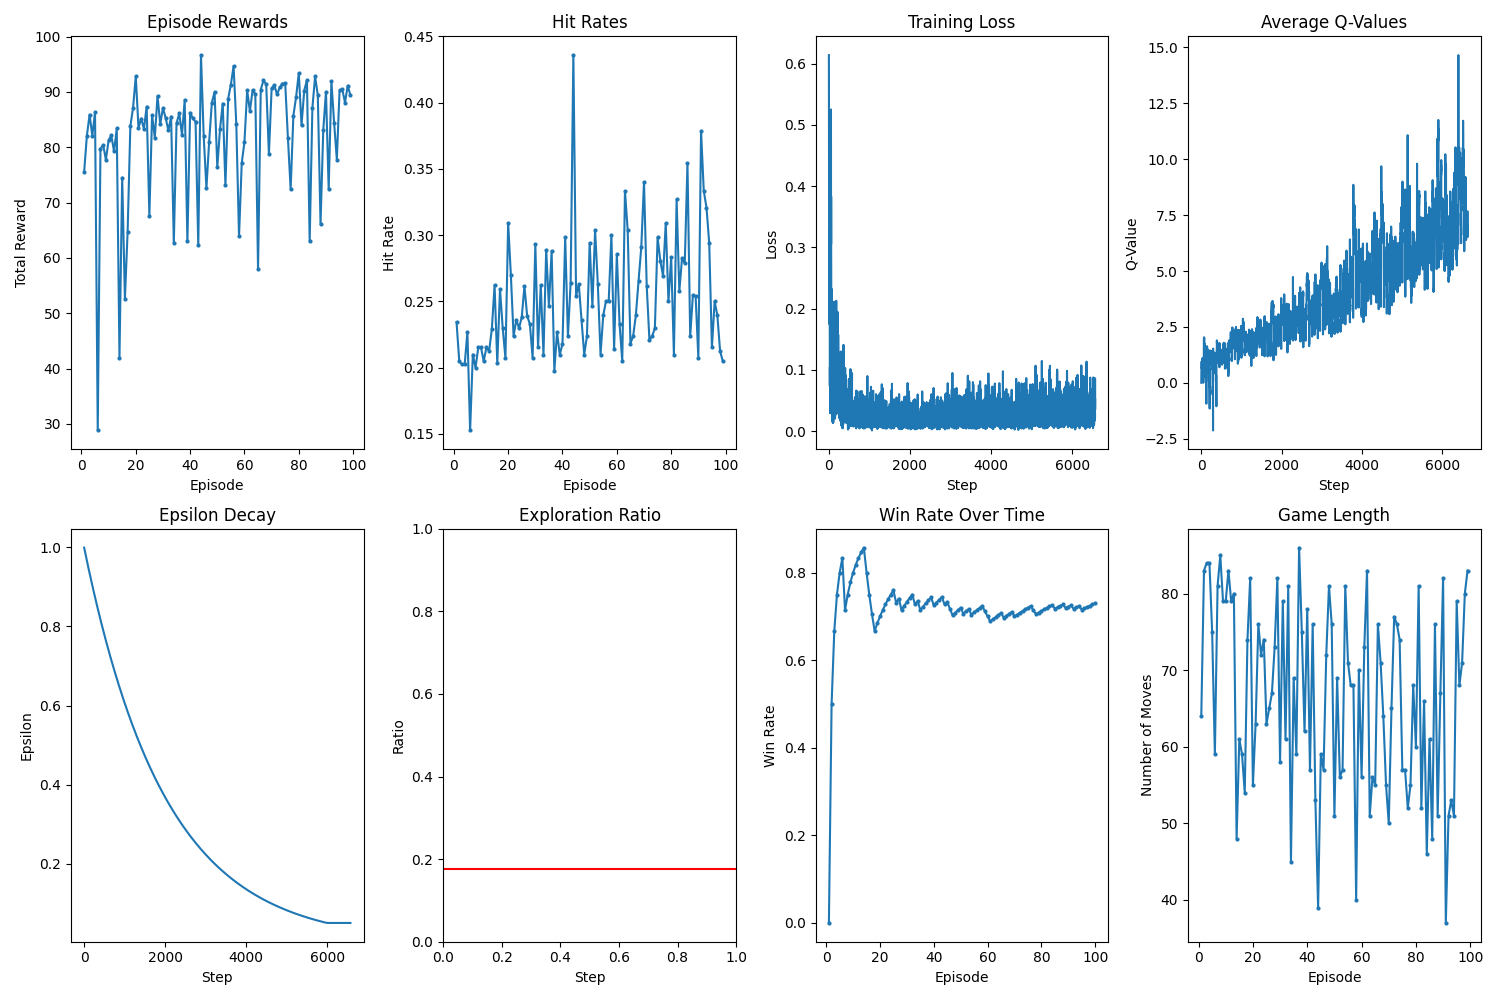 Episode Rewards
Total Reward
100
90
80
70
60
50
40
30
0 20 40 60 80 100
Episode
Hit Rates
Hit Rate
0.45
0.40
0.35
0.30
0.25
0.20
0.15
0 20 40 60 80 100
Episode
Training Loss
Loss
0.6
0.5
0.4
0.3
0.2
0.1
0.0
0 2000 4000 6000
Step
Average Q-Values
Q-Value
15.0
12.5
10.0
7.5
5.0
2.5
0.0
−2.5
0 2000 4000 6000
Step
Epsilon Decay
Epsilon
1.0
0.8
0.6
0.4
0.2
0 2000 4000 6000
Step
Exploration Ratio
Ratio
1.0
0.8
0.6
0.4
0.2
0.0
0.0 0.2 0.4 0.6 0.8 1.0
Step
Win Rate Over Time
Win Rate
0.8
0.6
0.4
0.2
0.0
0 20 40 60 80 100
Episode
Game Length
Number of Moves
80
70
60
50
40
0 20 40 60 80 100
Episode